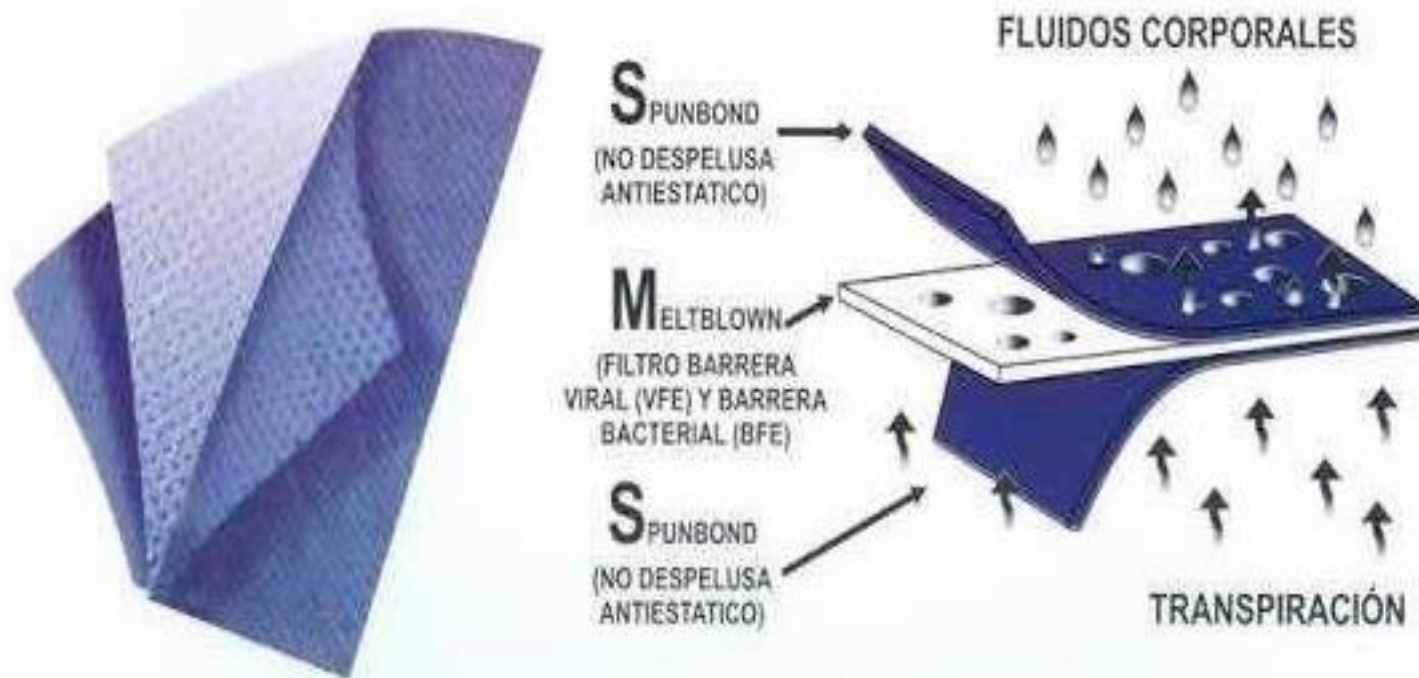 FLUIDOS CORPORALES
SPUNBOND
(NO DESPELUSA
ANTIESTATICO)
MELTBLOWN
(FILTRO BARRERA
VIRAL (VFE) Y BARRERA
BACTERIAL (BFE)
SPUNBOND
(NO DESPELUSA
ANTIESTATICO)
TRANSPIRACIÓN